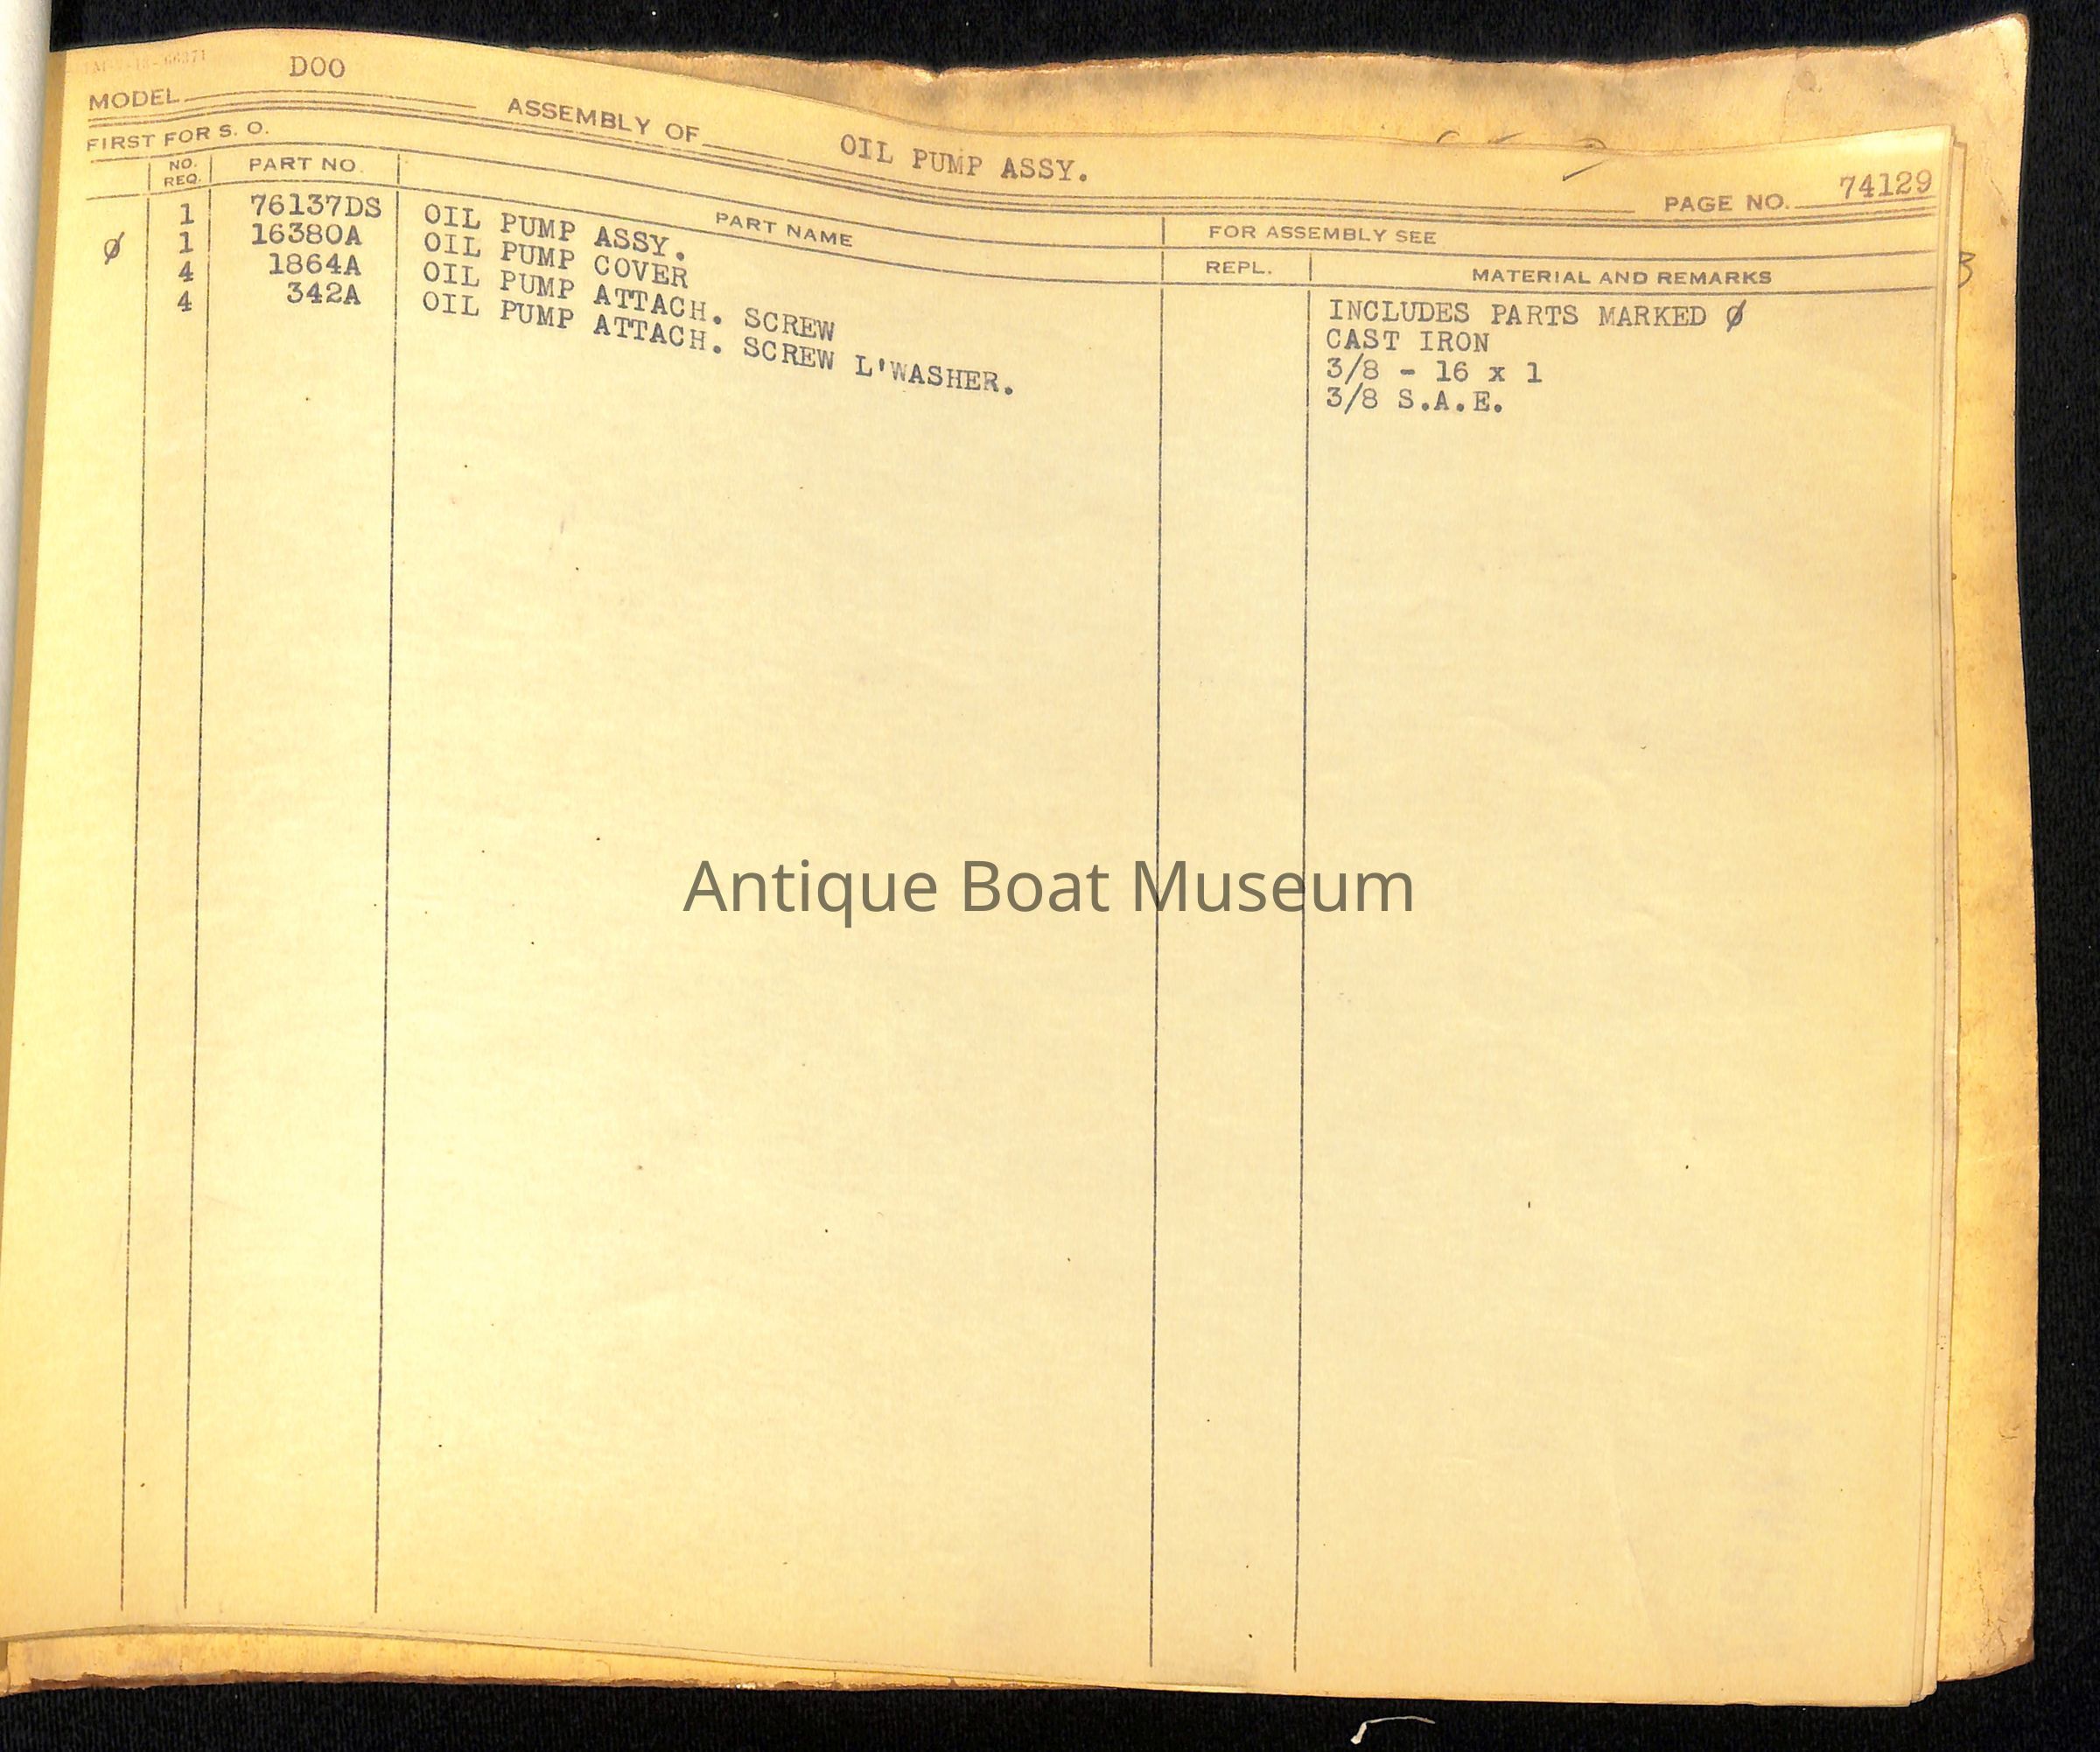 MODEL DOO ASSEMBLY OF OIL PUMP ASSY. PAGE NO. 74129
FIRST FOR S. O.
NO. REQ. PART NO. PART NAME FOR ASSEMBLY SEE
REPL. MATERIAL AND REMARKS
1 76137DS OIL PUMP ASSY. INCLUDES PARTS MARKED Ø
Ø 1 16380A OIL PUMP COVER CAST IRON
4 1864A OIL PUMP ATTACH. SCREW 3/8 - 16 x 1
4 342A OIL PUMP ATTACH. SCREW L'WASHER. 3/8 S.A.E.
Antique Boat Museum